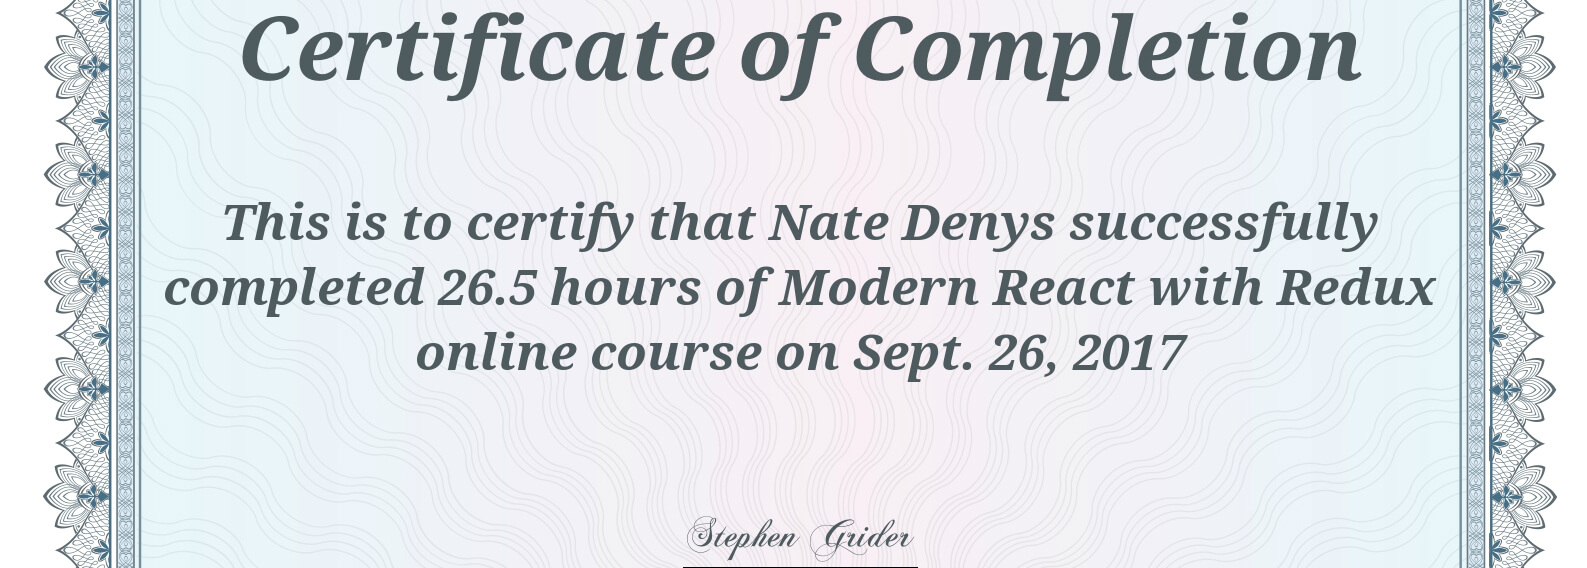 Certificate of Completion
This is to certify that Nate Denys successfully
completed 26.5 hours of Modern React with Redux
online course on Sept. 26, 2017
Stephen Grider